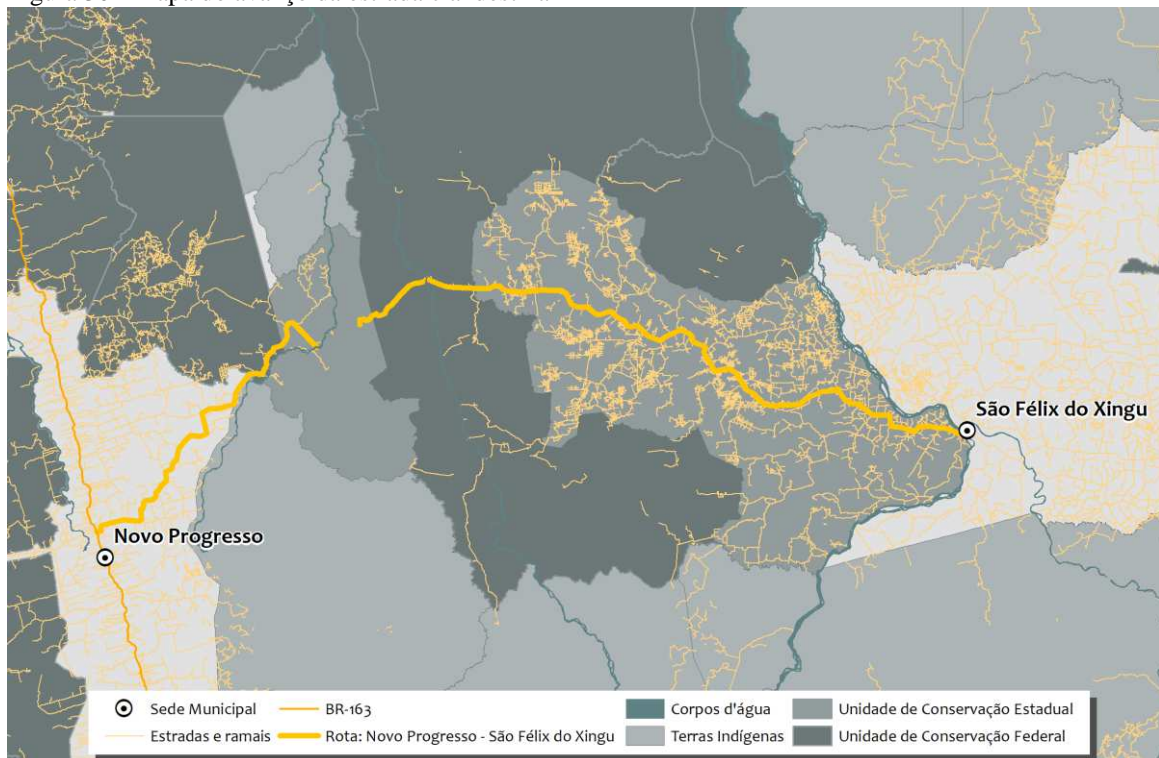 São Félix do Xingu
Novo Progresso
Sede Municipal
BR-163
Corpos d'água
Unidade de Conservação Estadual
Estradas e ramais
Rota: Novo Progresso - São Félix do Xingu
Terras Indígenas
Unidade de Conservação Federal